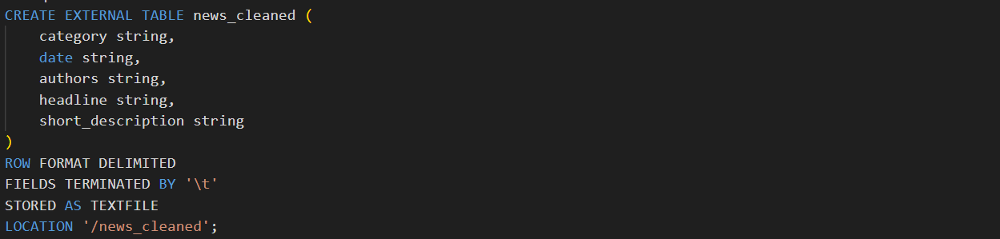 CREATE EXTERNAL TABLE news_cleaned (
    category string,
    date string,
    authors string,
    headline string,
    short_description string
)
ROW FORMAT DELIMITED
FIELDS TERMINATED BY '\t'
STORED AS TEXTFILE
LOCATION '/news_cleaned';